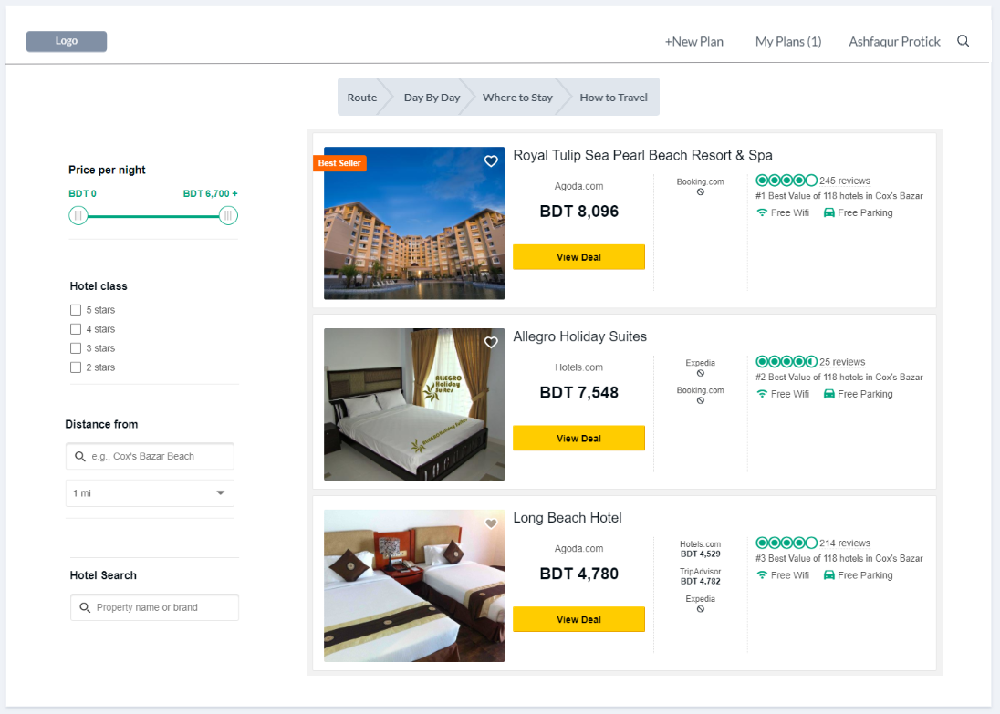 Logo
+New Plan
My Plans (1)
Ashfaqur Protick
Route
Day By Day
Where to Stay
How to Travel
Price per night
BDT 0
BDT 6,700 +
Hotel class
5 stars
4 stars
3 stars
2 stars
Distance from
e.g., Cox's Bazar Beach
1 mi
Hotel Search
Property name or brand
Best Seller
Royal Tulip Sea Pearl Beach Resort & Spa
Agoda.com
BDT 8,096
View Deal
Booking.com
245 reviews
#1 Best Value of 118 hotels in Cox's Bazar
Free Wifi
Free Parking
ALLEGRO
Holiday
Suites
ALLEGRO Holiday Suites
Allegro Holiday Suites
Hotels.com
BDT 7,548
View Deal
Expedia
Booking.com
25 reviews
#2 Best Value of 118 hotels in Cox's Bazar
Free Wifi
Free Parking
Long Beach Hotel
Agoda.com
BDT 4,780
View Deal
Hotels.com
BDT 4,529
TripAdvisor
BDT 4,782
Expedia
214 reviews
#3 Best Value of 118 hotels in Cox's Bazar
Free Wifi
Free Parking